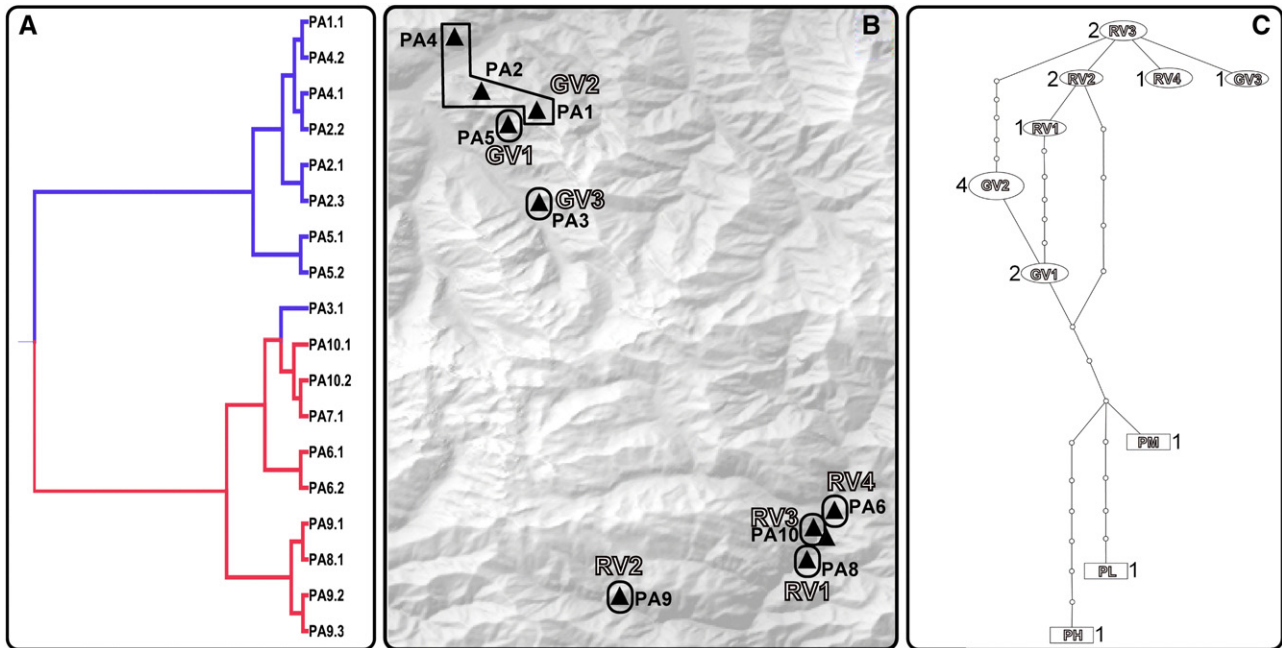 A
PA1.1
PA4.2
PA4.1
PA2.2
PA2.1
PA2.3
PA5.1
PA5.2
PA3.1
PA10.1
PA10.2
PA7.1
PA6.1
PA6.2
PA9.1
PA8.1
PA9.2
PA9.3
B
PA4
PA2
GV2
PA1
PA5
GV1
GV3
PA3
RV4
PA6
RV3
PA10
PA8
RV1
RV2
PA9
C
2 RV3
2 RV2
1 RV4
1 GV3
1 RV1
4 GV2
2 GV1
PM 1
PL 1
PH 1